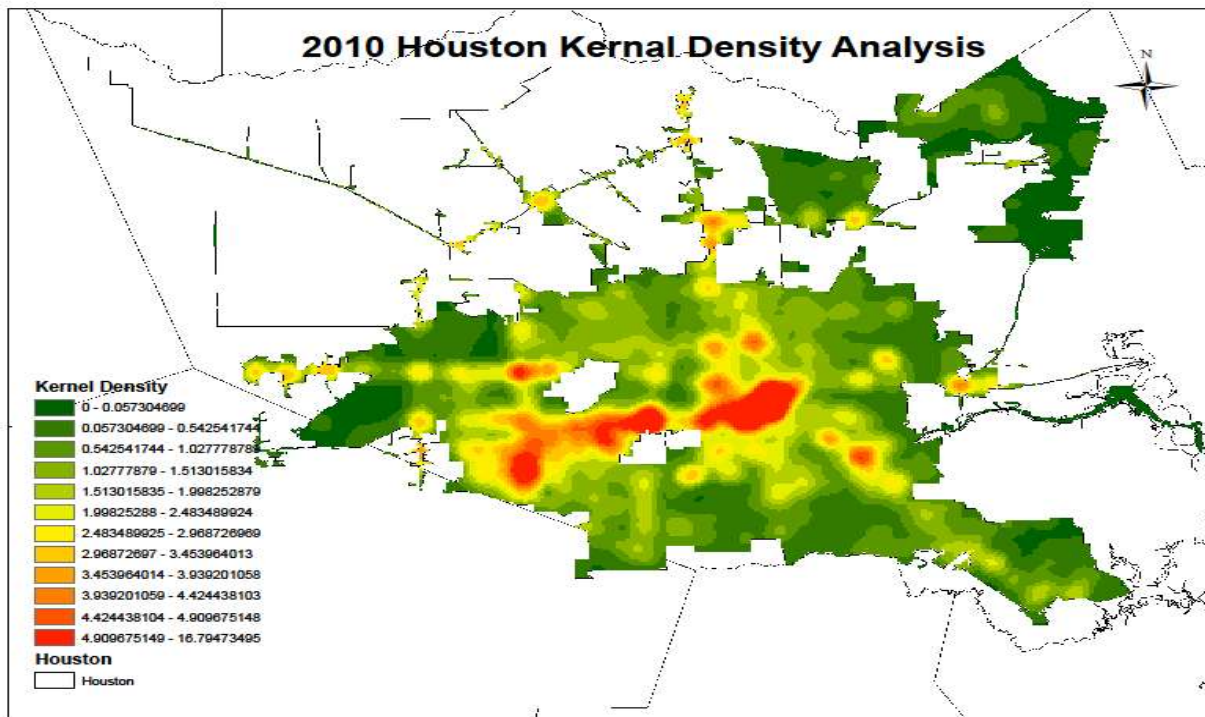 2010 Houston Kernal Density Analysis
N
Kernel Density
0 - 0.057304699
0.057304699 - 0.542541744
0.542541744 - 1.027778789
1.02777879 - 1.513015834
1.513015835 - 1.998252879
1.99825288 - 2.483489924
2.483489925 - 2.968726969
2.96872697 - 3.453964013
3.453964014 - 3.939201058
3.939201059 - 4.424438103
4.424438104 - 4.909675148
4.909675149 - 16.79473495
Houston
Houston